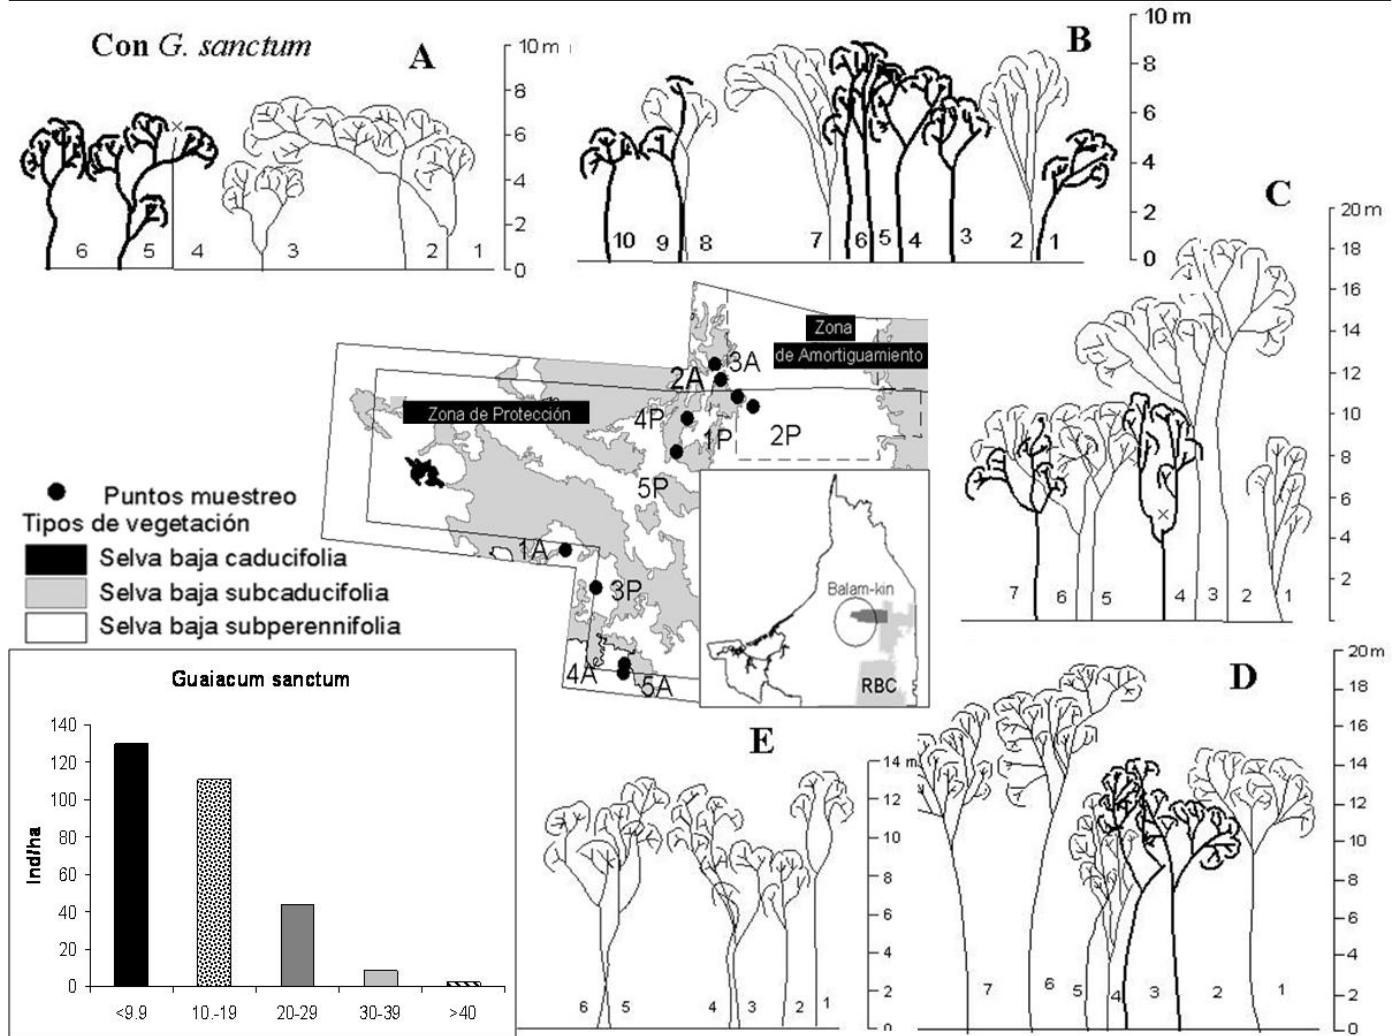 Con G. sanctum
A
10 m
8
6
4
2
0
6 5 4 3 2 1
B
10 m
8
6
4
2
0
10 9 8 7 6 5 4 3 2 1
C
20 m
18
16
14
12
10
8
6
4
2
7 6 5 4 3 2 1
Zona
de Amortiguamiento
Zona de Protección
3A
2A
4P
1P
2P
5P
1A
3P
4A
5A
Balam-kin
RBC
Puntos muestreo
Tipos de vegetación
Selva baja caducifolia
Selva baja subcaducifolia
Selva baja subperennifolia
Guaiacum sanctum
Ind/ha
140
120
100
80
60
40
20
0
<9.9 10.-19 20-29 30-39 >40
E
14 m
12
10
8
6
4
2
0
6 5 4 3 2 1
D
20 m
18
16
14
12
10
8
6
4
2
0
7 6 5 4 3 2 1